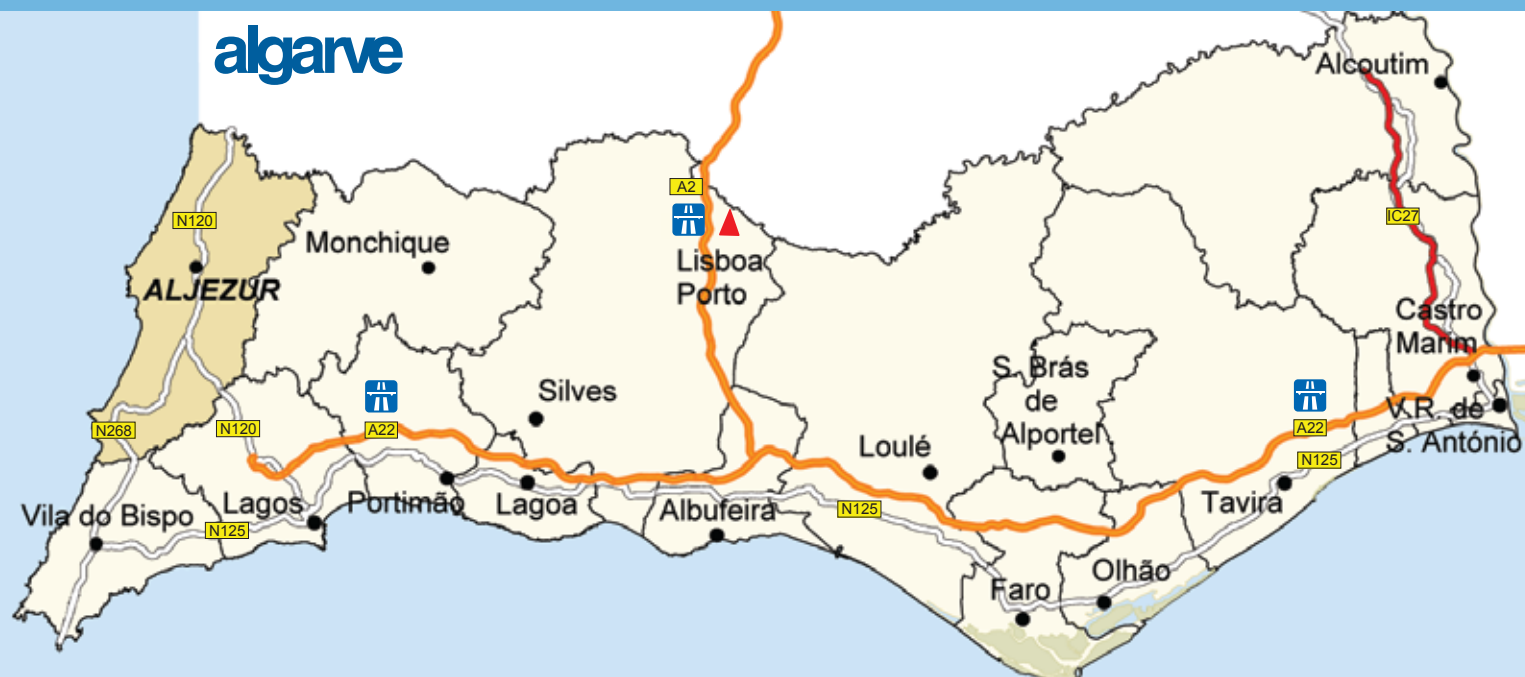 algarve
Alcoutim
A2
IC27
N120
Monchique
Lisboa
Porto
ALJEZUR
Castro
Marim
S. Brás
de
Alportel
Silves
N268
N120
A22
Loulé
A22
V.R. de
S. António
N125
Vila do Bispo
Lagos
Portimão
Lagoa
Albufeira
N125
Tavira
N125
Olhão
Faro